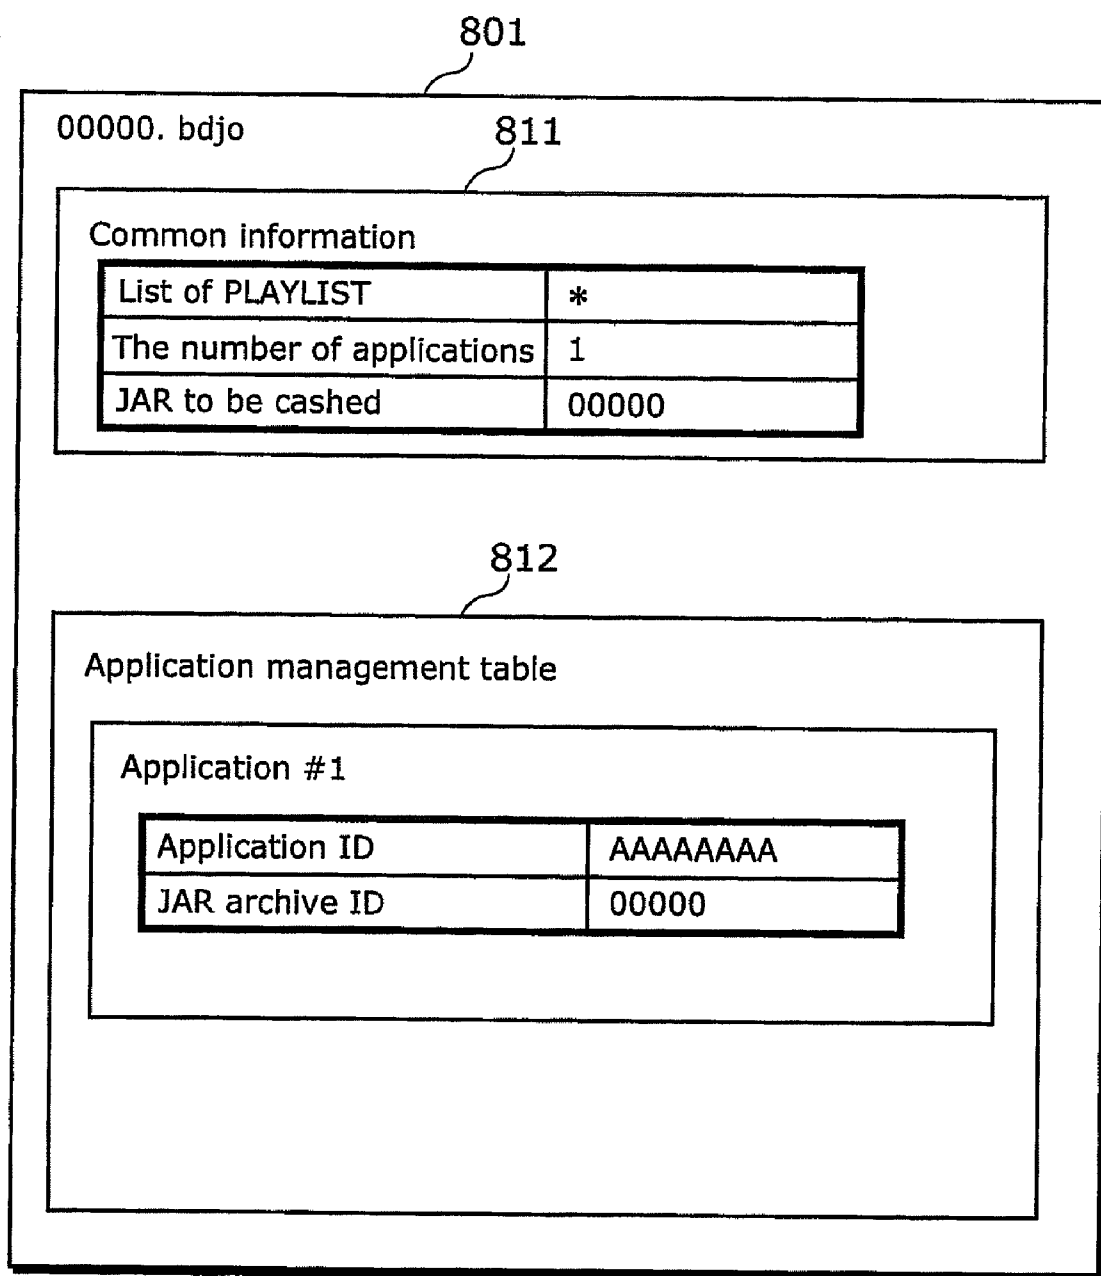 801
00000. bdjo
811
Common information
List of PLAYLIST *
The number of applications 1
JAR to be cashed 00000
812
Application management table
Application #1
Application ID AAAAAAAA
JAR archive ID 00000